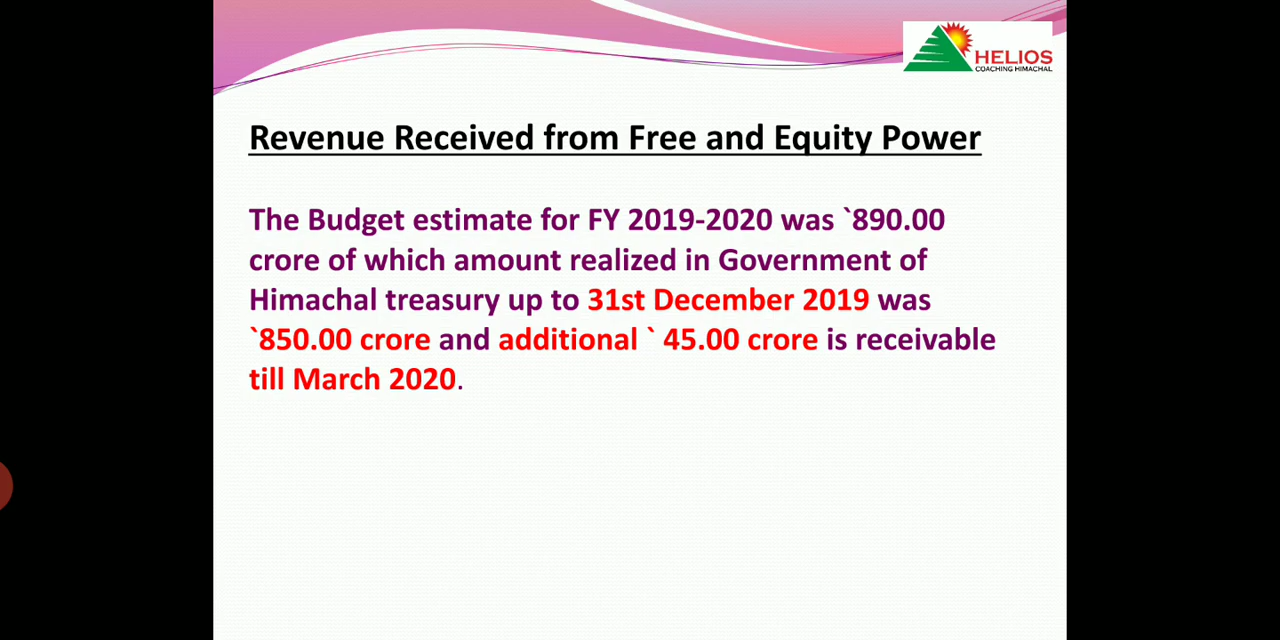 HELIOS
COACHING HIMACHAL
Revenue Received from Free and Equity Power
The Budget estimate for FY 2019-2020 was `890.00
crore of which amount realized in Government of
Himachal treasury up to 31st December 2019 was
`850.00 crore and additional ` 45.00 crore is receivable
till March 2020.